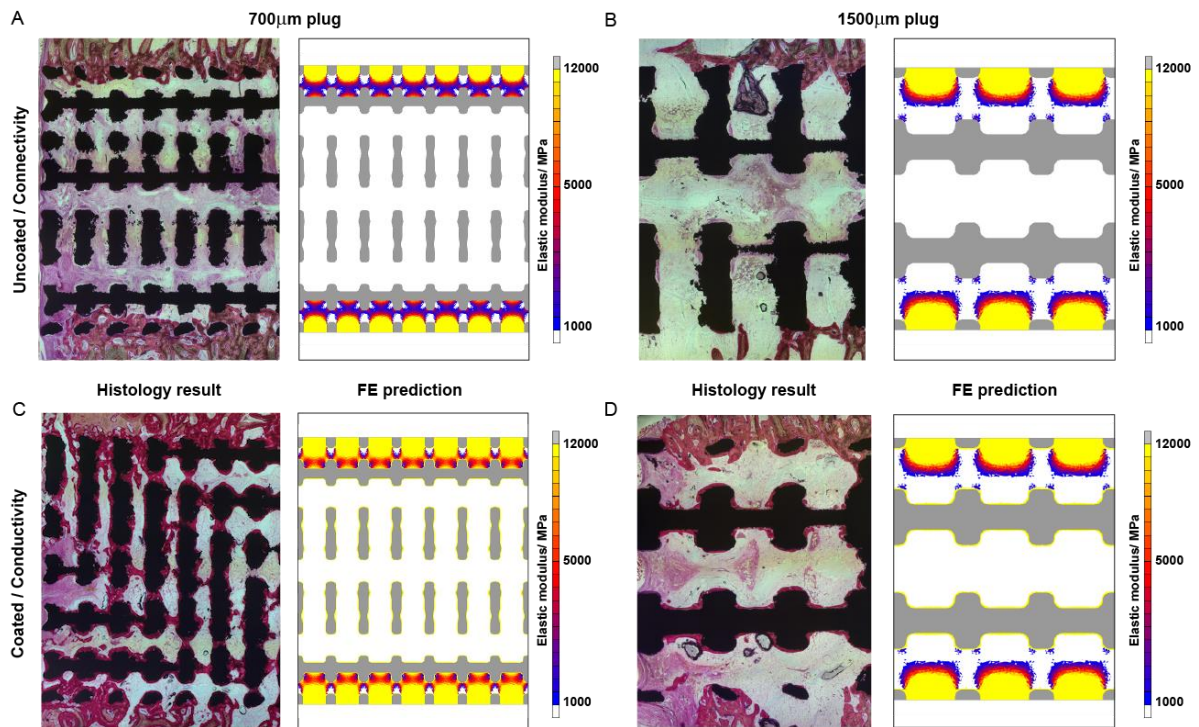 A
700μm plug
B
1500μm plug
Uncoated / Connectivity
12000
5000
1000
Elastic modulus/ MPa
12000
5000
1000
Elastic modulus/ MPa
Histology result
FE prediction
Histology result
FE prediction
C
D
Coated / Conductivity
12000
5000
1000
Elastic modulus/ MPa
12000
5000
1000
Elastic modulus/ MPa